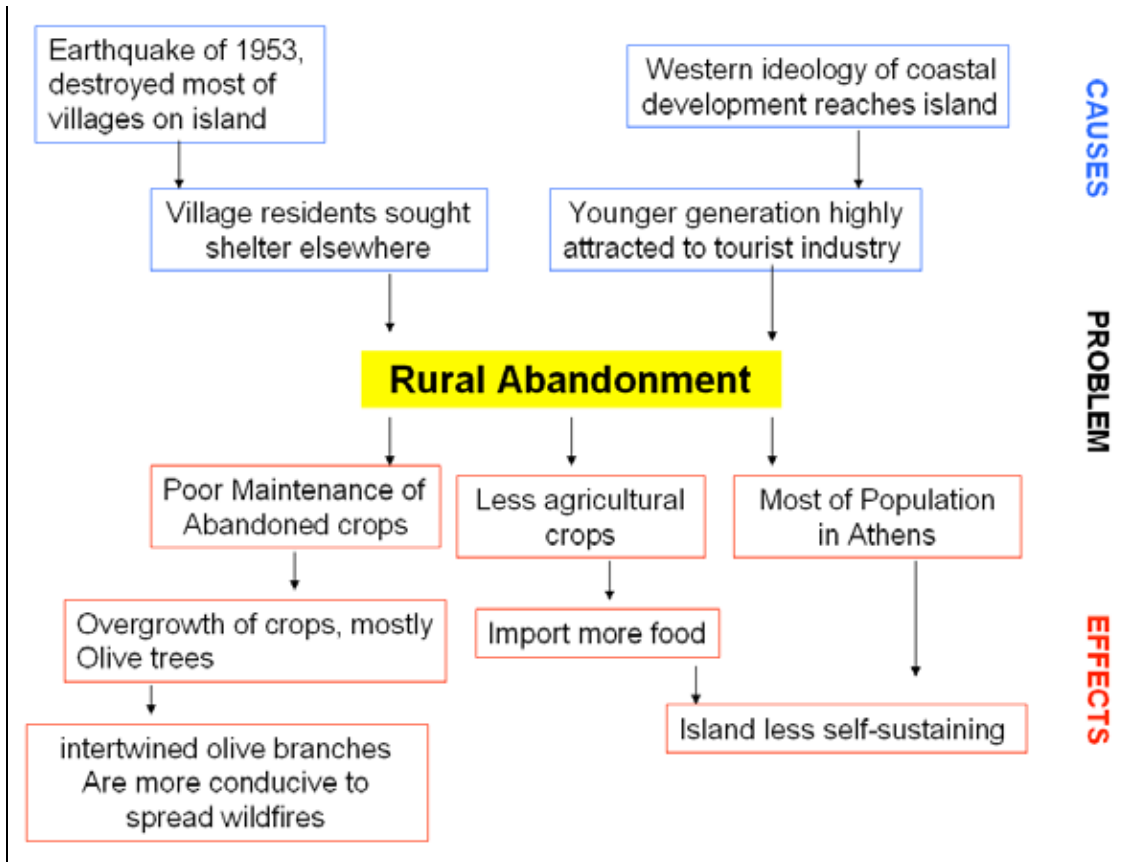 Earthquake of 1953,
destroyed most of
villages on island
Western ideology of coastal
development reaches island
CAUSES
Village residents sought
shelter elsewhere
Younger generation highly
attracted to tourist industry
Rural Abandonment
PROBLEM
Poor Maintenance of
Abandoned crops
Less agricultural
crops
Most of Population
in Athens
Overgrowth of crops, mostly
Olive trees
Import more food
EFFECTS
Island less self-sustaining
intertwined olive branches
Are more conducive to
spread wildfires